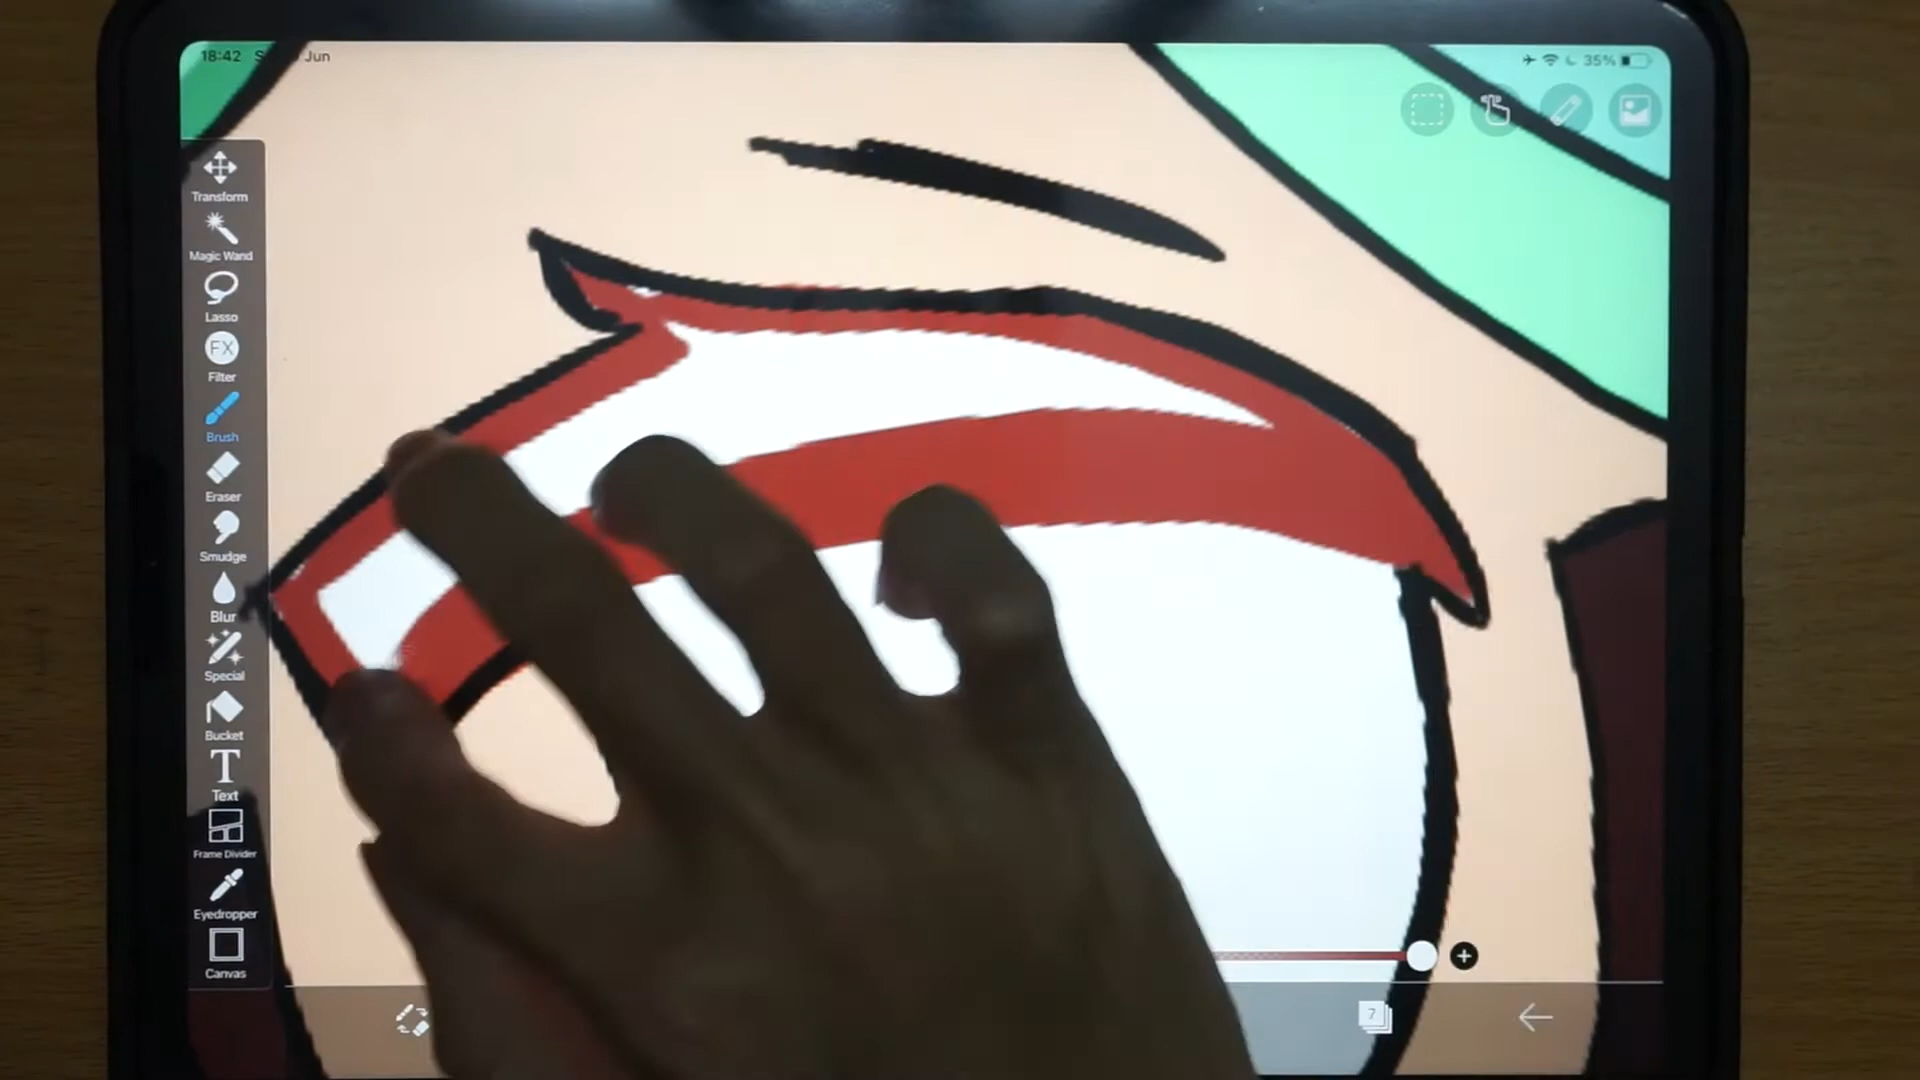 18:42 S Jun
35%
Transform
Magic Wand
Lasso
FX
Filter
Brush
Eraser
Smudge
Blur
Special
Bucket
T
Text
Frame Divider
Eyedropper
Canvas
7